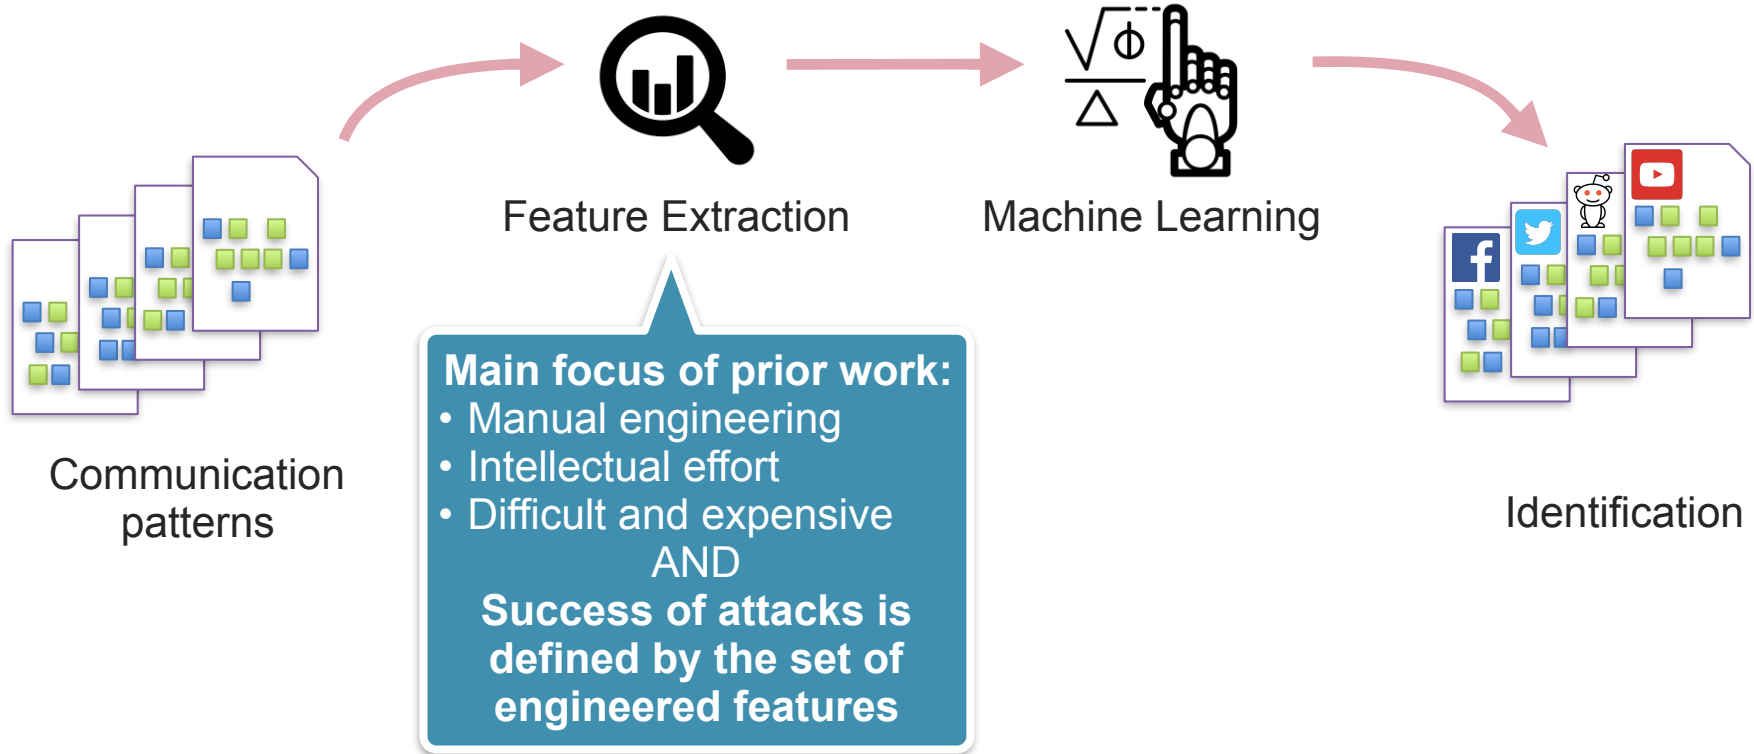 Feature Extraction
Machine Learning
Communication
patterns
Main focus of prior work:
• Manual engineering
• Intellectual effort
• Difficult and expensive
AND
Success of attacks is
defined by the set of
engineered features
Identification